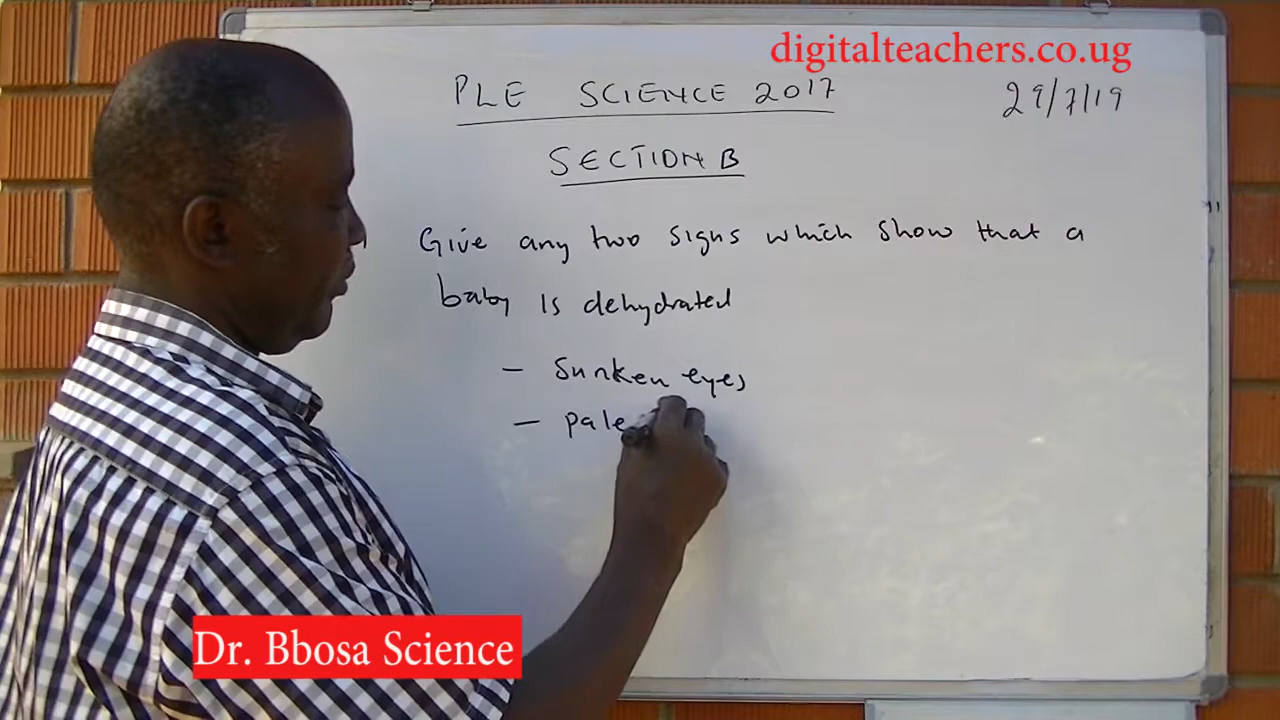 digitalteachers.co.ug
PLE SCIENCE 2017
29/7/19
SECTION B
Give any two signs which show that a
baby is dehydrated
- Sunken eyes
- pale
Dr. Bbosa Science